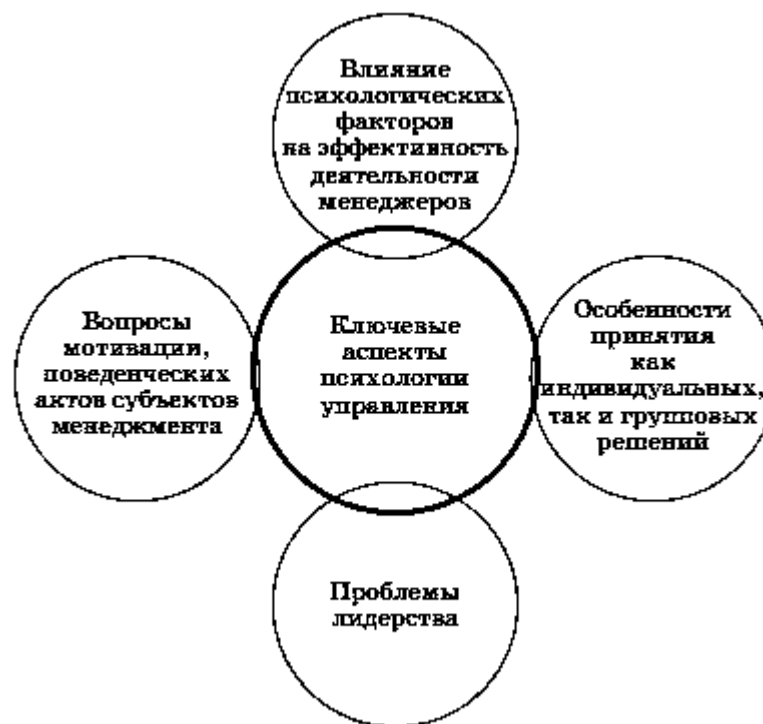 Влияние
психологических
факторов
на эффективность
деятельности
менеджеров
Вопросы
мотивации,
поведенческих
актов субъектов
менеджмента
Ключевые
аспекты
психологии
управления
Особенности
принятия
как
индивидуальных,
так и групповых
решений
Проблемы
лидерства